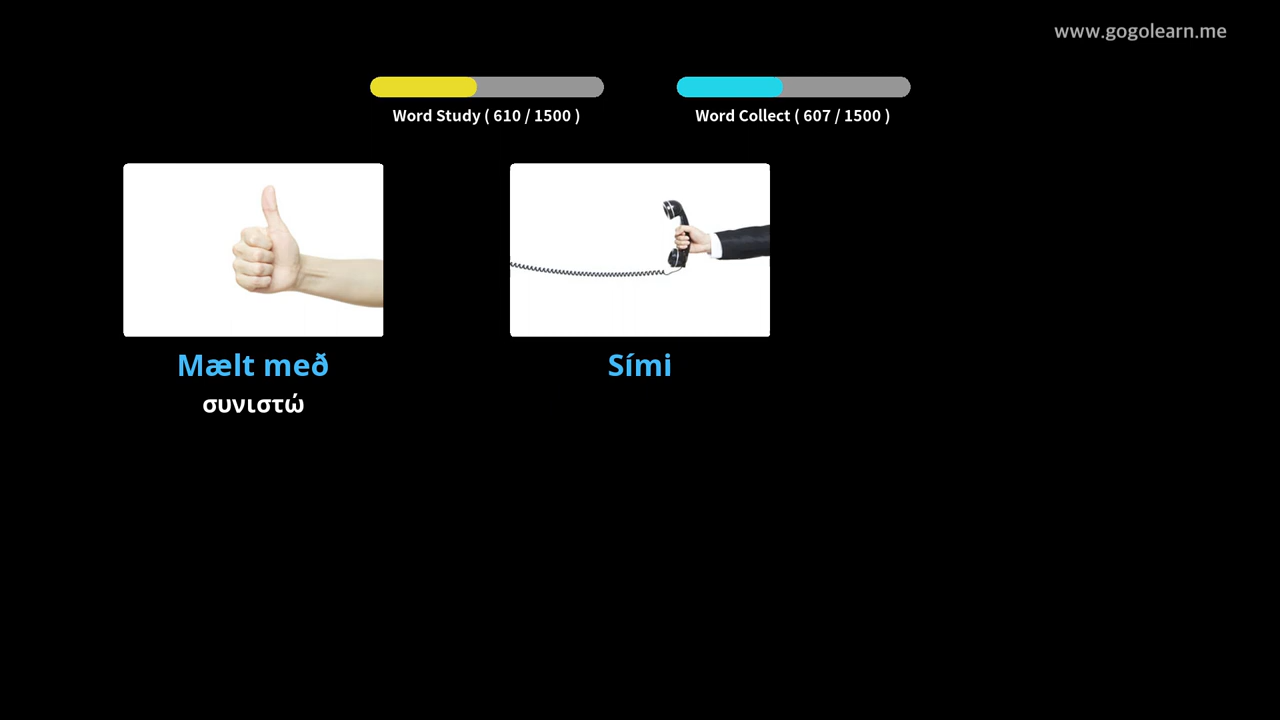 www.gogolearn.me
Word Study ( 610 / 1500 )
Word Collect ( 607 / 1500 )
Mælt með
συνιστώ
Sími